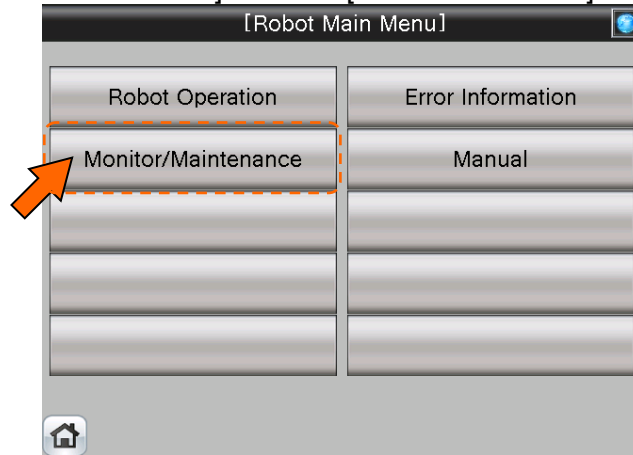 [Robot Main Menu]
Robot Operation
Error Information
Monitor/Maintenance
Manual